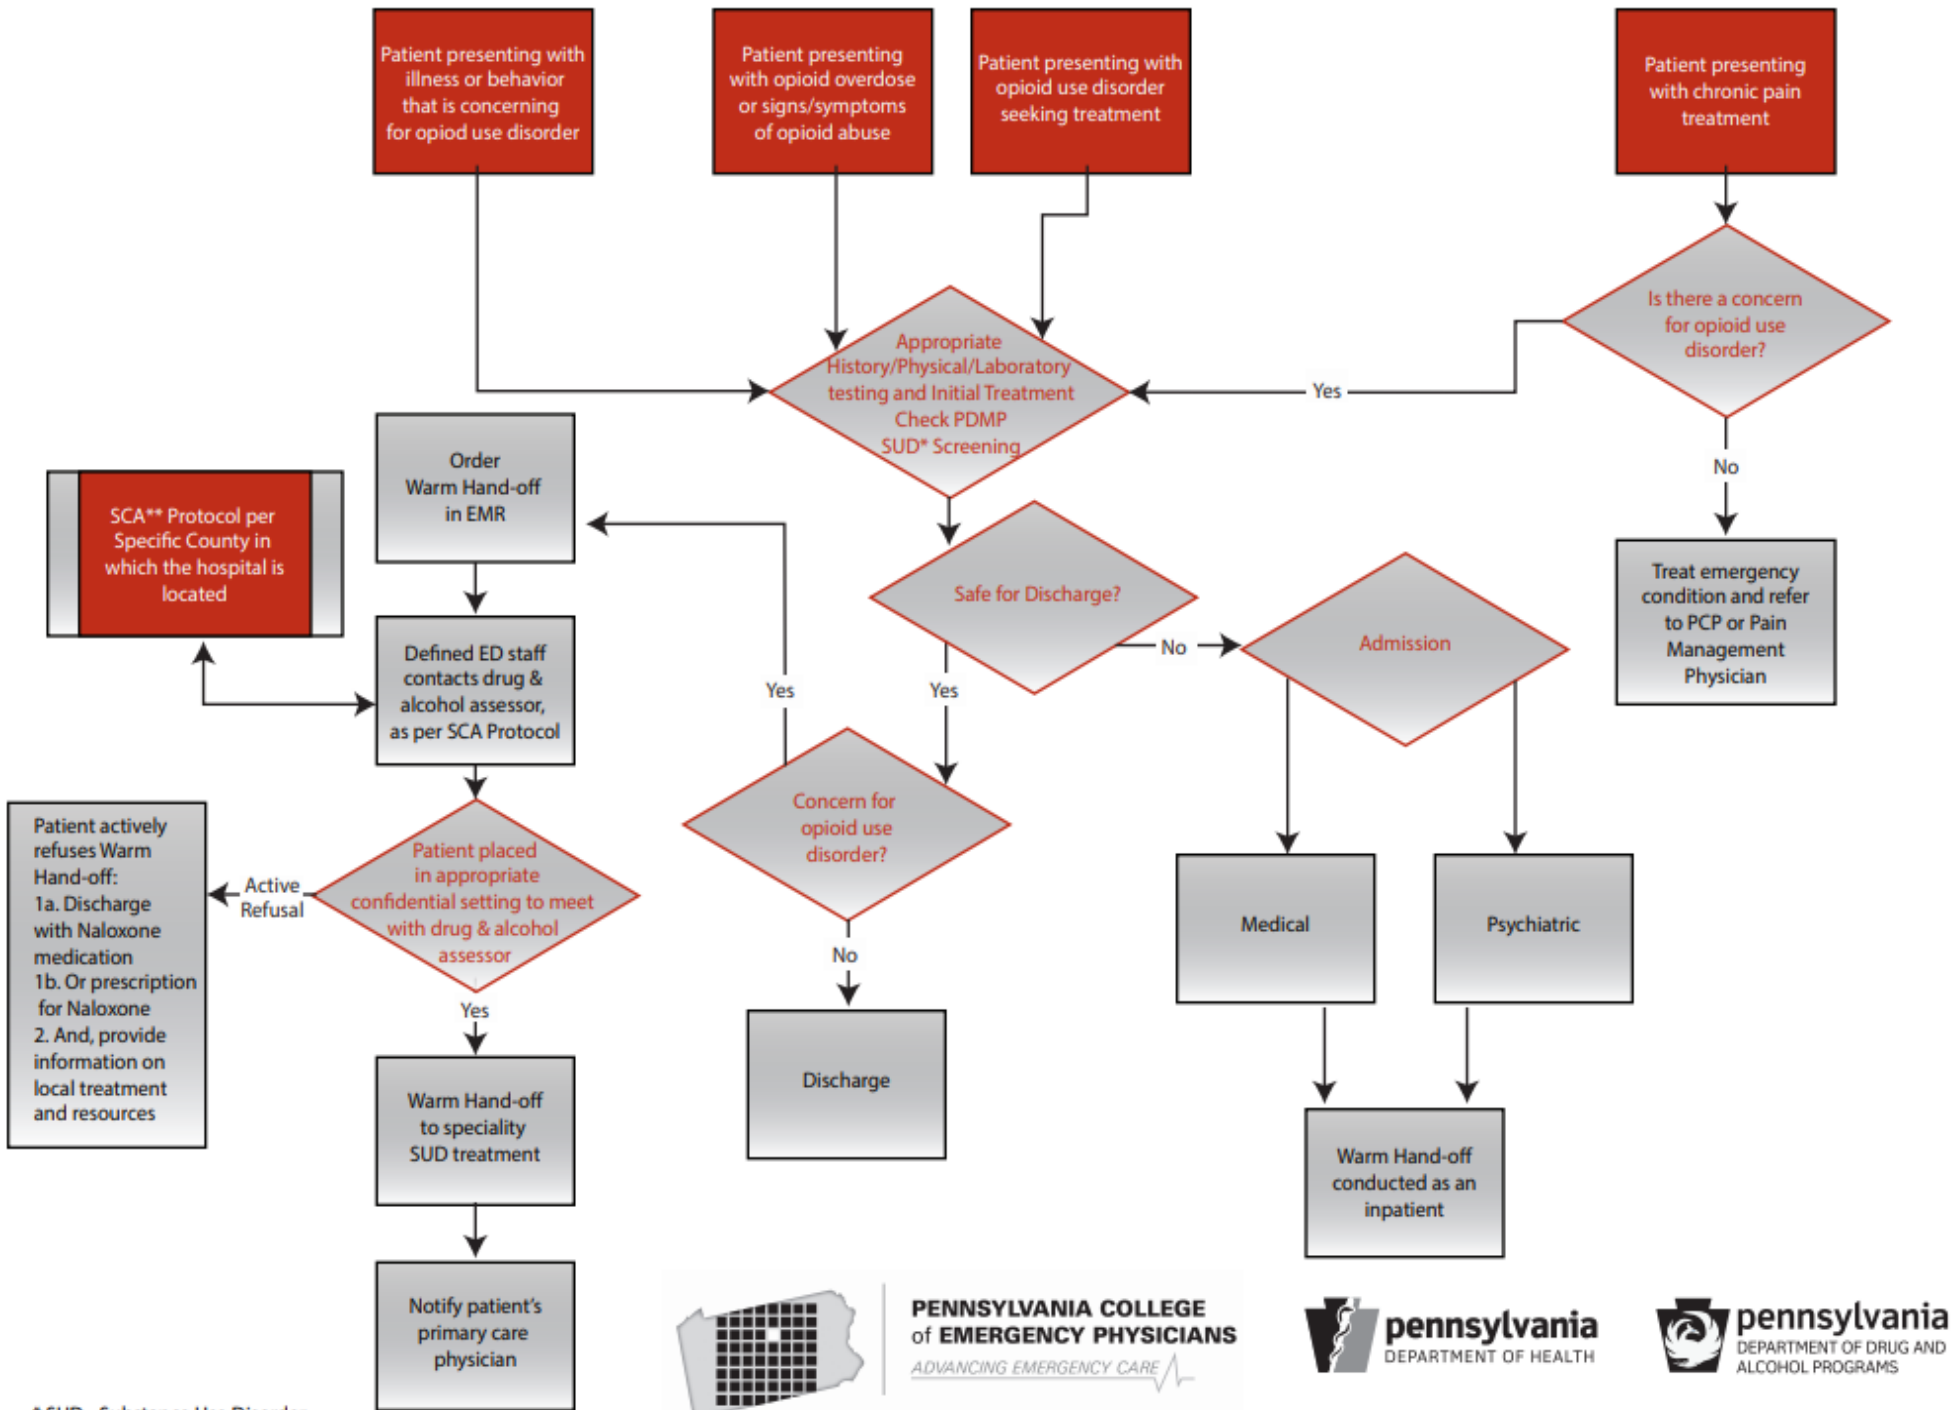 Patient presenting with
illness or behavior
that is concerning
for opiod use disorder
Patient presenting
with opioid overdose
or signs/symptoms
of opioid abuse
Patient presenting with
opioid use disorder
seeking treatment
Patient presenting
with chronic pain
treatment
Is there a concern
for opioid use
disorder?
Yes
No
Treat emergency
condition and refer
to PCP or Pain
Management
Physician
Appropriate
History/Physical/Laboratory
testing and Initial Treatment
Check PDMP
SUD* Screening
Safe for Discharge?
No
Yes
Admission
Medical
Psychiatric
Warm Hand-off
conducted as an
inpatient
Concern for
opioid use
disorder?
Yes
No
Discharge
Order
Warm Hand-off
in EMR
SCA** Protocol per
Specific County in
which the hospital is
located
Defined ED staff
contacts drug &
alcohol assessor,
as per SCA Protocol
Patient placed
in appropriate
confidential setting to meet
with drug & alcohol
assessor
Active
Refusal
Patient actively
refuses Warm
Hand-off:
1a. Discharge
with Naloxone
medication
1b. Or prescription
for Naloxone
2. And, provide
information on
local treatment
and resources
Yes
Warm Hand-off
to speciality
SUD treatment
Notify patient's
primary care
physician
PENNSYLVANIA COLLEGE
of EMERGENCY PHYSICIANS
ADVANCING EMERGENCY CARE
pennsylvania
DEPARTMENT OF HEALTH
pennsylvania
DEPARTMENT OF DRUG AND
ALCOHOL PROGRAMS